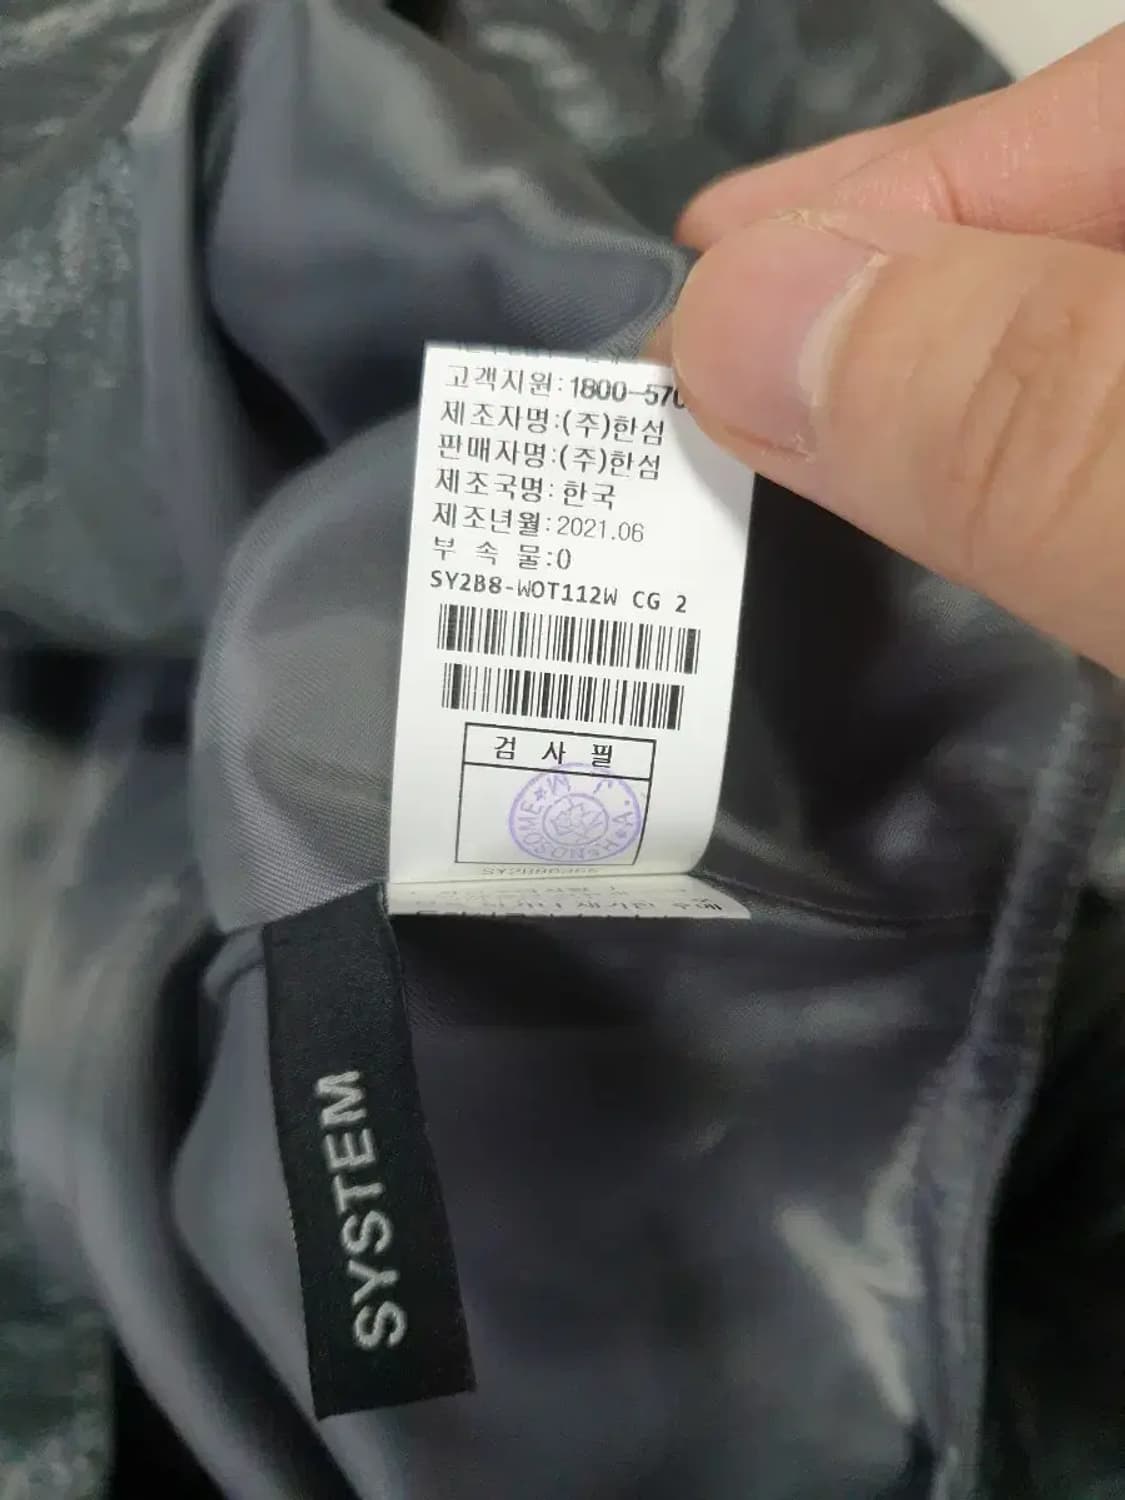 고객지원:1800-570
제조자명:(주)한섬
판매자명:(주)한섬
제조국명:한국
제조년월:2021.06
부 속 물:0
SY2B8-WOT112W CG 2
검 사 필
SYSTEM